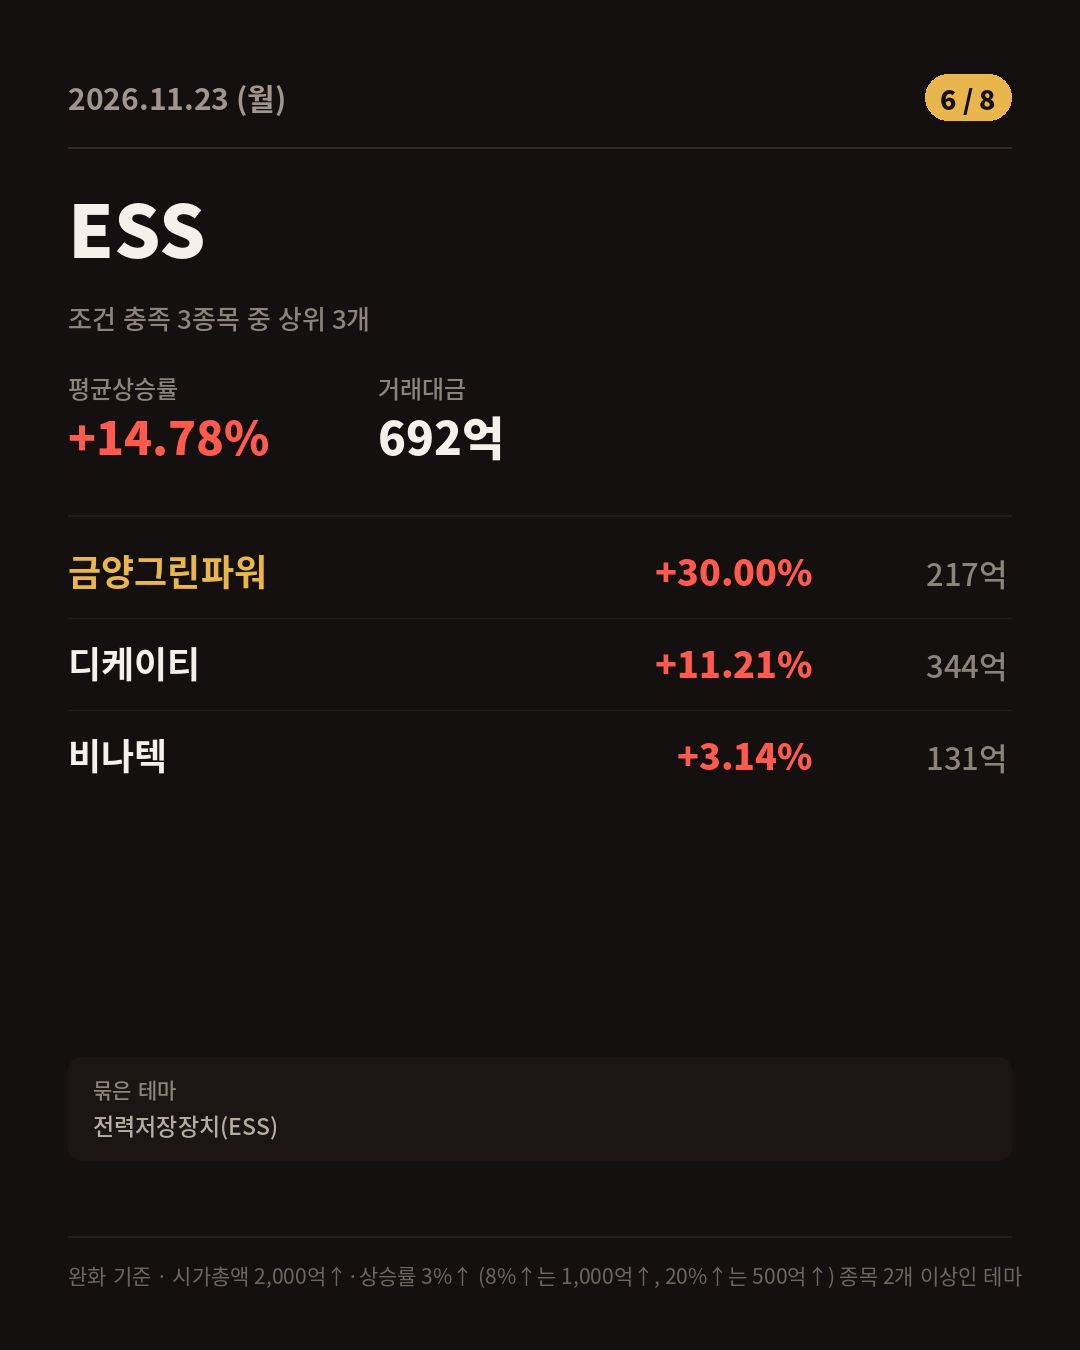 2026.11.23 (월)
6 / 8
ESS
조건 충족 3종목 중 상위 3개
평균상승률 거래대금
+14.78% 692억
금양그린파워 +30.00% 217억
디케이티 +11.21% 344억
비나텍 +3.14% 131억
묶은 테마
전력저장장치(ESS)
완화 기준 · 시가총액 2,000억↑·상승률 3%↑ (8%↑는 1,000억↑, 20%↑는 500억↑) 종목 2개 이상인 테마